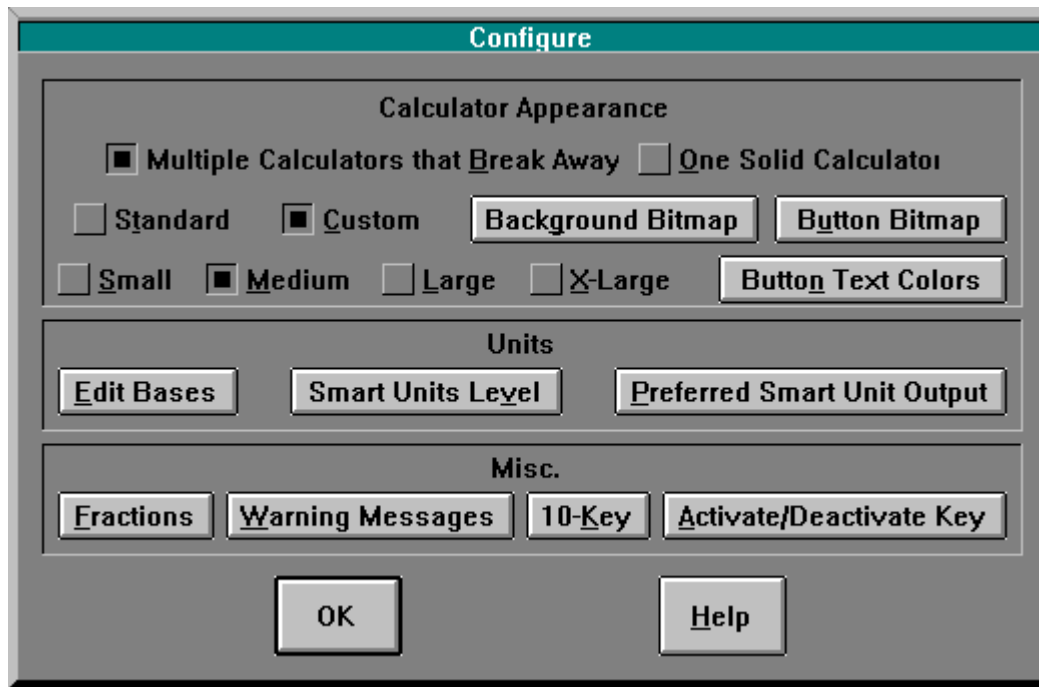 Configure
Calculator Appearance
Multiple Calculators that Break Away One Solid Calculator
Standard Custom Background Bitmap Button Bitmap
Small Medium Large X-Large Button Text Colors
Units
Edit Bases Smart Units Level Preferred Smart Unit Output
Misc.
Fractions Warning Messages 10-Key Activate/Deactivate Key
OK Help